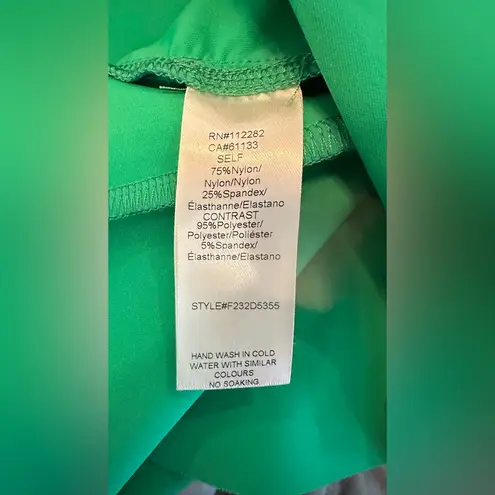 RN#112282
CA#61133
SELF
75%Nylon/
Nylon/Nylon
25%Spandex/
Élasthanne/Elastano
CONTRAST
95%Polyester/
Polyester/Poliéster
5%Spandex/
Élasthanne/Elastano
STYLE#F232D5355
HAND WASH IN COLD
WATER WITH SIMILAR
COLOURS
NO SOAKING